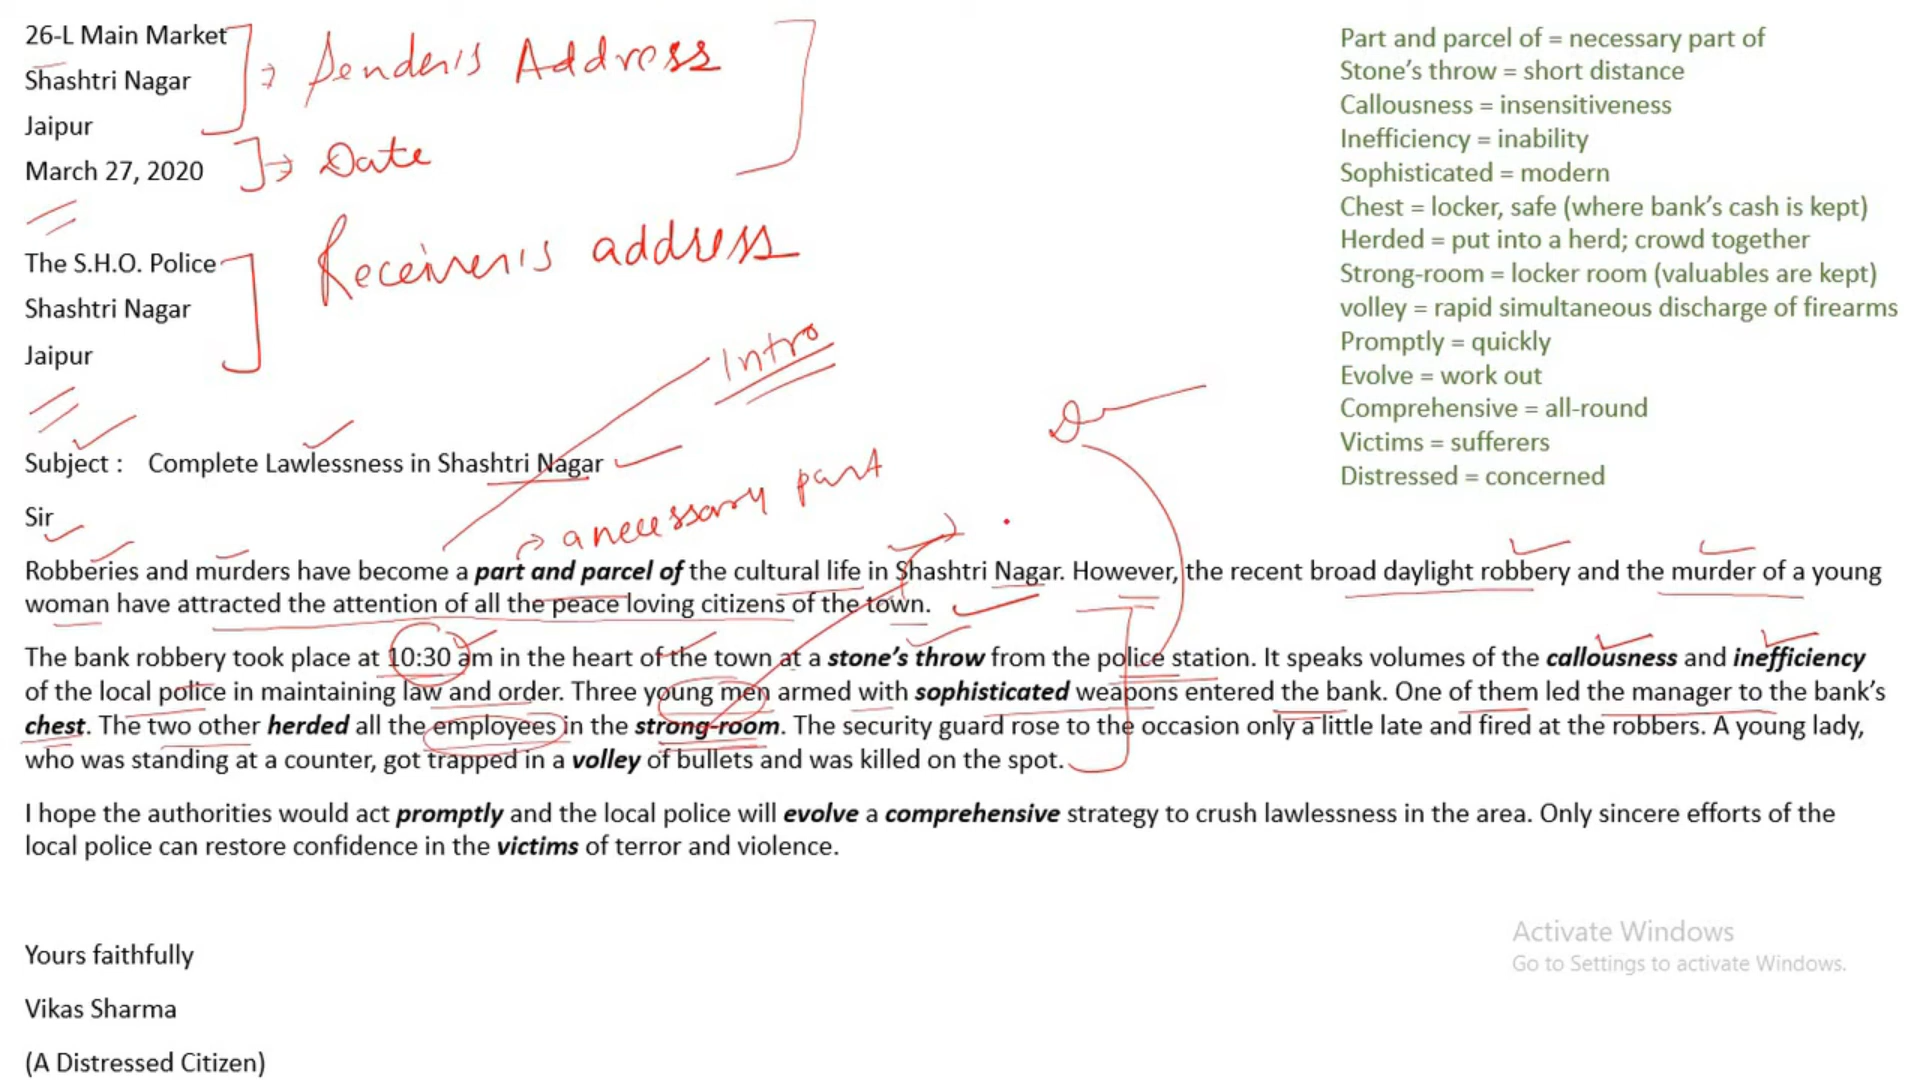 26-L Main Market
Shashtri Nagar
Jaipur
March 27, 2020
Sender's Address
Date
The S.H.O. Police
Shashtri Nagar
Jaipur
Receiver's address
Intro
Subject : Complete Lawlessness in Shashtri Nagar
Sir
a necessary part
Robberies and murders have become a part and parcel of the cultural life in Shashtri Nagar. However, the recent broad daylight robbery and the murder of a young
woman have attracted the attention of all the peace loving citizens of the town.
The bank robbery took place at 10:30 am in the heart of the town at a stone's throw from the police station. It speaks volumes of the callousness and inefficiency
of the local police in maintaining law and order. Three young men armed with sophisticated weapons entered the bank. One of them led the manager to the bank's
chest. The two other herded all the employees in the strong-room. The security guard rose to the occasion only a little late and fired at the robbers. A young lady,
who was standing at a counter, got trapped in a volley of bullets and was killed on the spot.
I hope the authorities would act promptly and the local police will evolve a comprehensive strategy to crush lawlessness in the area. Only sincere efforts of the
local police can restore confidence in the victims of terror and violence.
Yours faithfully
Vikas Sharma
(A Distressed Citizen)
Part and parcel of = necessary part of
Stone's throw = short distance
Callousness = insensitiveness
Inefficiency = inability
Sophisticated = modern
Chest = locker, safe (where bank's cash is kept)
Herded = put into a herd; crowd together
Strong-room = locker room (valuables are kept)
volley = rapid simultaneous discharge of firearms
Promptly = quickly
Evolve = work out
Comprehensive = all-round
Victims = sufferers
Distressed = concerned
Activate Windows
Go to Settings to activate Windows.